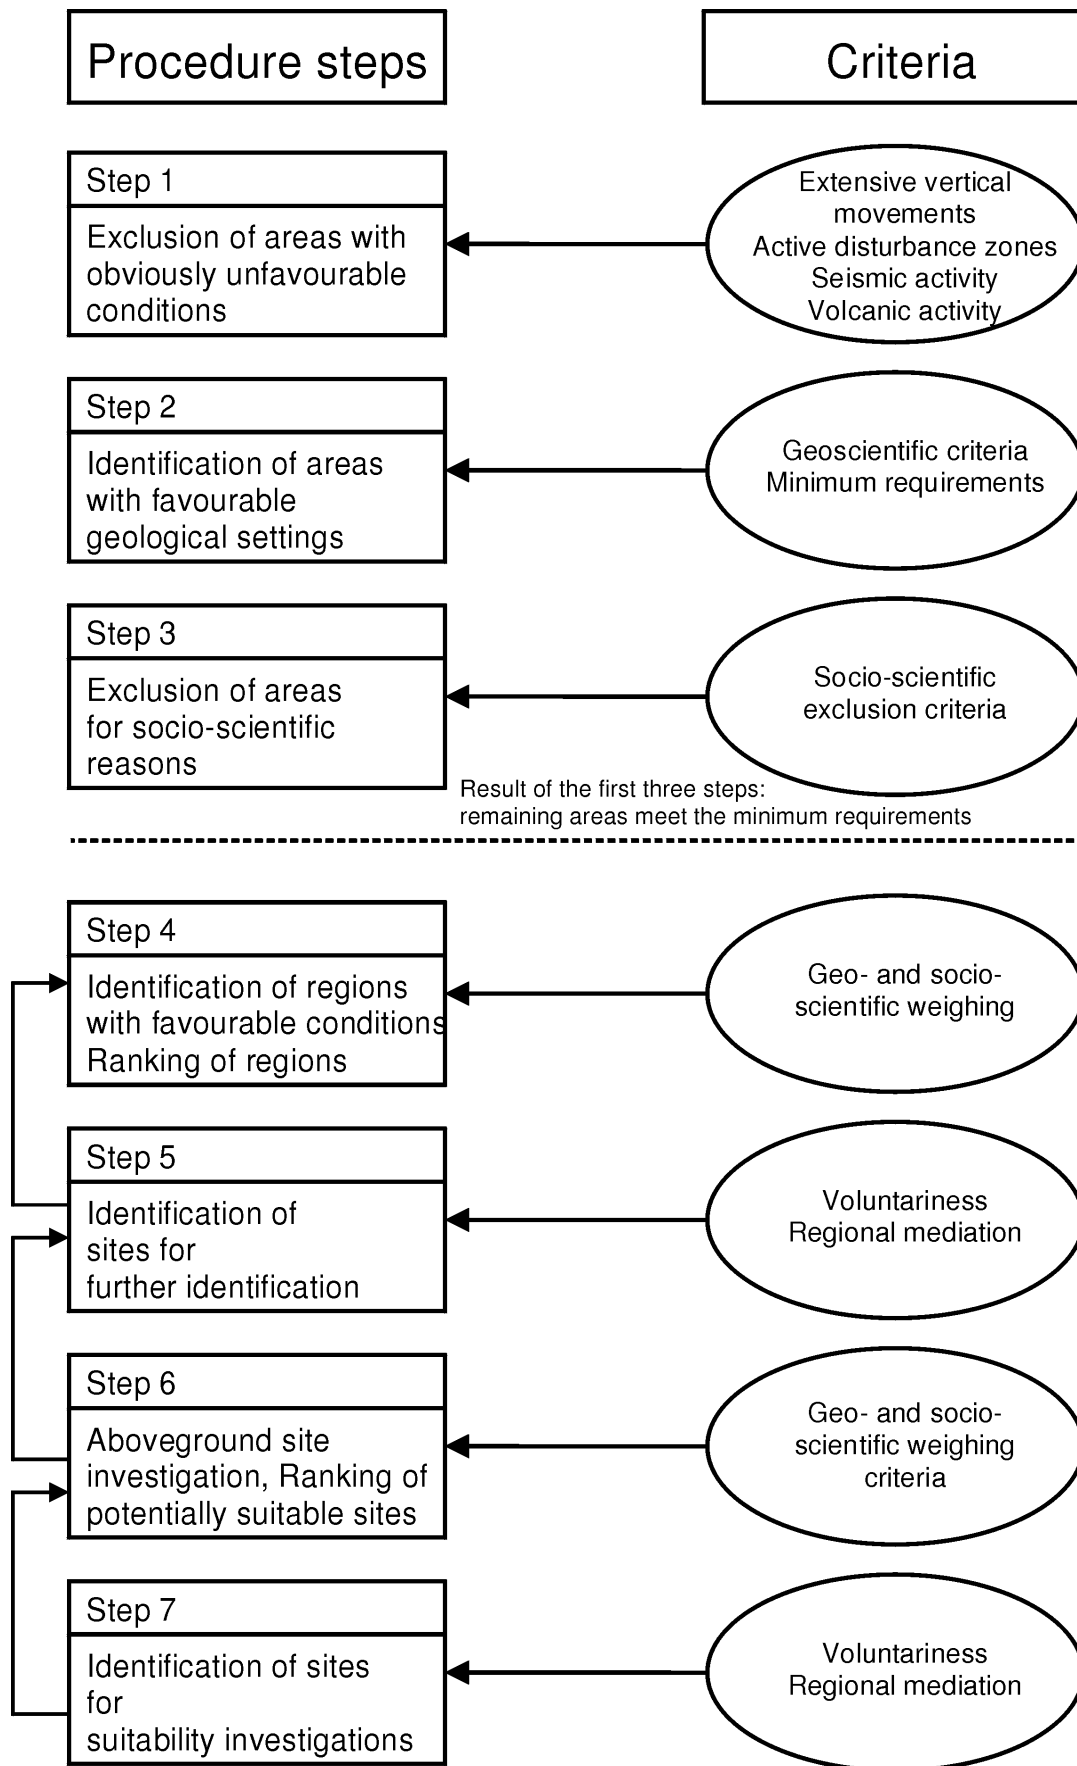 Procedure steps
Criteria
Step 1
Exclusion of areas with
obviously unfavourable
conditions
Extensive vertical
movements
Active disturbance zones
Seismic activity
Volcanic activity
Step 2
Identification of areas
with favourable
geological settings
Geoscientific criteria
Minimum requirements
Step 3
Exclusion of areas
for socio-scientific
reasons
Socio-scientific
exclusion criteria
Result of the first three steps:
remaining areas meet the minimum requirements
Step 4
Identification of regions
with favourable conditions
Ranking of regions
Geo- and socio-
scientific weighing
Step 5
Identification of
sites for
further identification
Voluntariness
Regional mediation
Step 6
Aboveground site
investigation, Ranking of
potentially suitable sites
Geo- and socio-
scientific weighing
criteria
Step 7
Identification of sites
for
suitability investigations
Voluntariness
Regional mediation